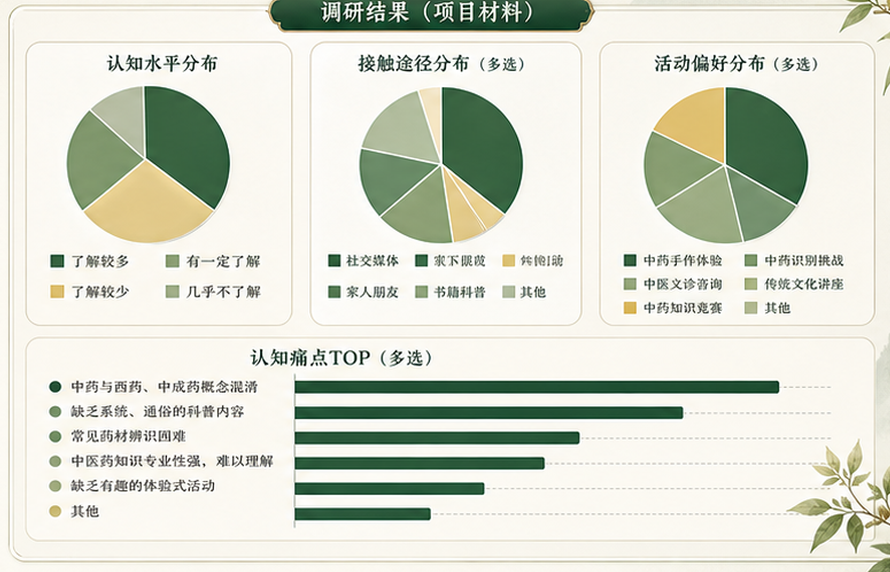 调研结果（项目材料）
认知水平分布
了解较多 有一定了解
了解较少 几乎不了解
接触途径分布（多选）
社交媒体
家人朋友 书籍科普 其他
活动偏好分布（多选）
中药手作体验 中药识别挑战
中医义诊咨询 传统文化讲座
中药知识竞赛 其他
认知痛点TOP（多选）
中药与西药、中成药概念混淆
缺乏系统、通俗的科普内容
常见药材辨识困难
中医药知识专业性强，难以理解
缺乏有趣的体验式活动
其他